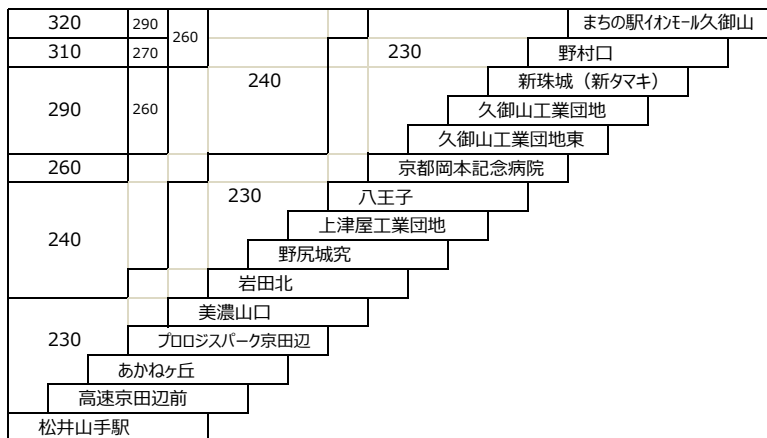 320 290 260 まちの駅イオンモール久御山
310 270 230 野村口
240 新珠城（新タマキ）
290 260 久御山工業団地
久御山工業団地東
260 京都岡本記念病院
230 八王子
240 上津屋工業団地
野尻城究
岩田北
美濃山口
230 プロロジスパーク京田辺
あかねヶ丘
高速京田辺前
松井山手駅